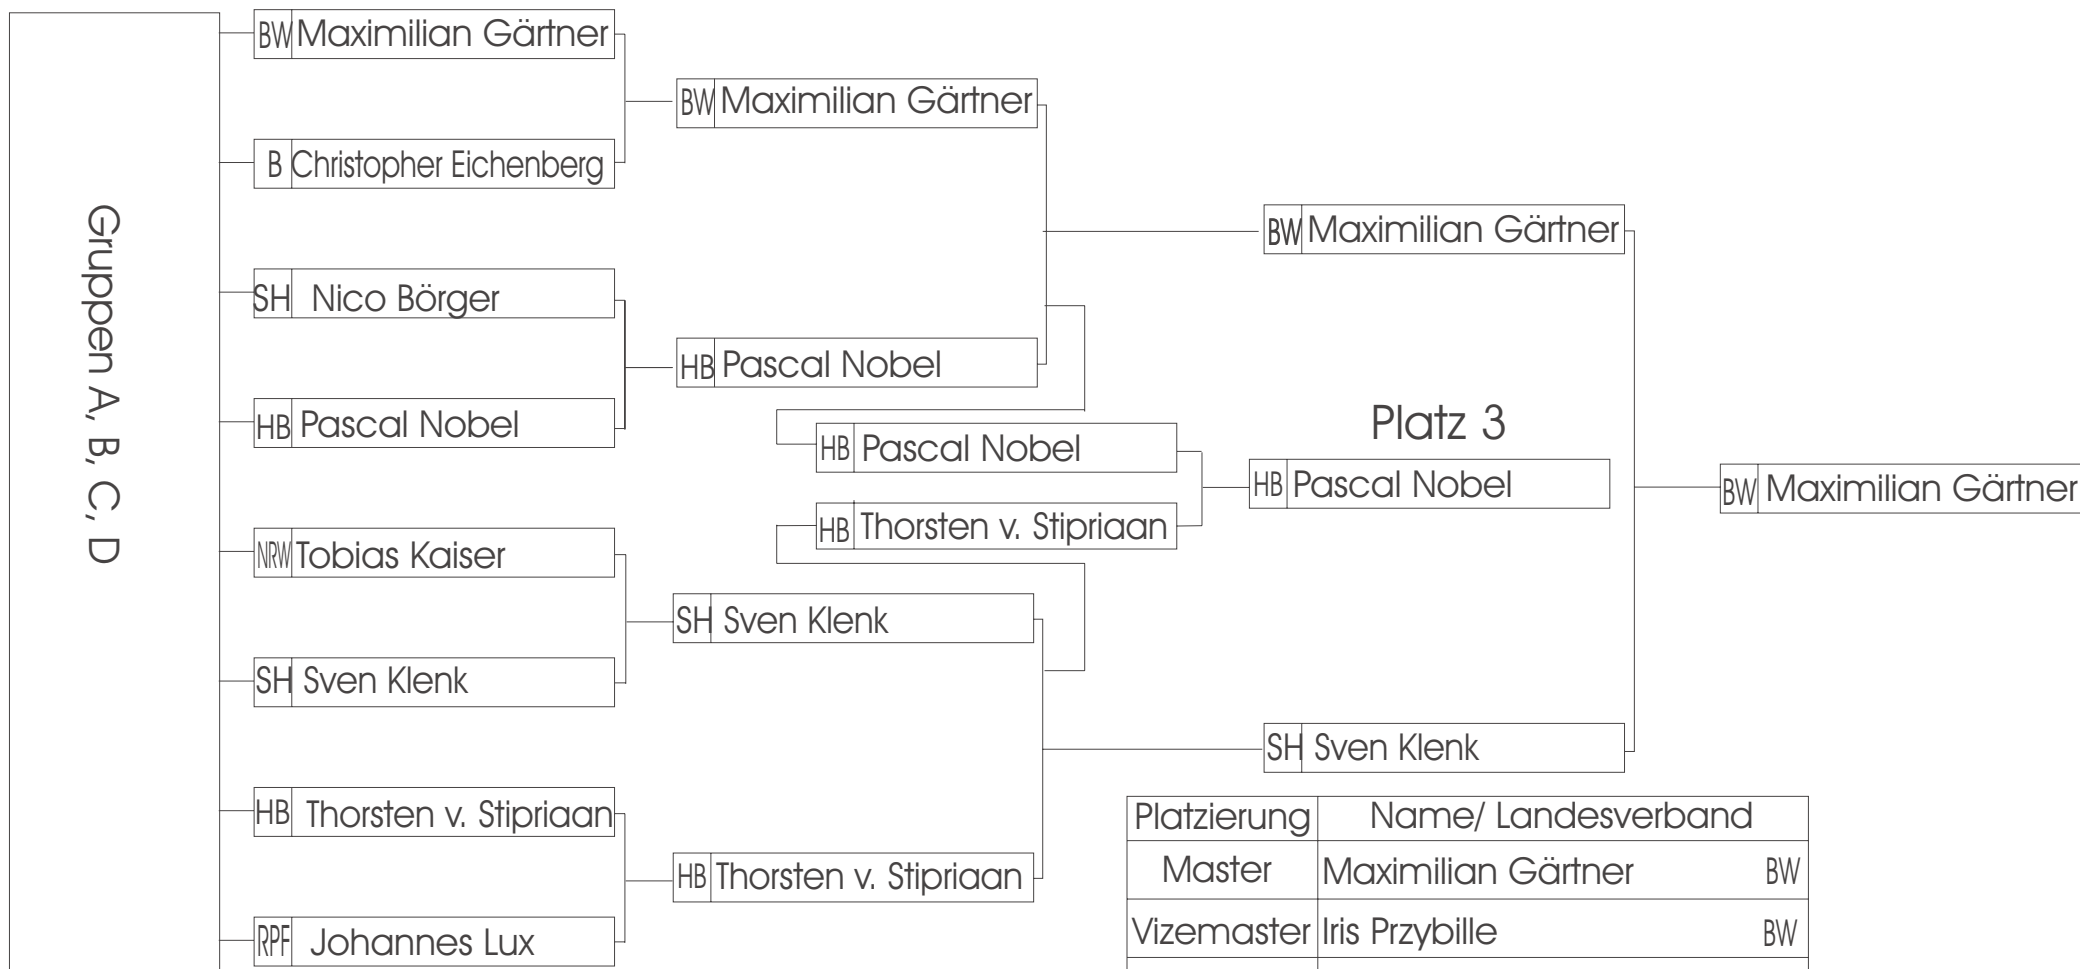 Gruppen A, B, C, D
BW Maximilian Gärtner
B Christopher Eichenberg
SH Nico Börger
HB Pascal Nobel
NRW Tobias Kaiser
SH Sven Klenk
HB Thorsten v. Stipriaan
RPF Johannes Lux
BW Maximilian Gärtner
HB Pascal Nobel
SH Sven Klenk
HB Thorsten v. Stipriaan
HB Pascal Nobel
HB Thorsten v. Stipriaan
BW Maximilian Gärtner
Platz 3
HB Pascal Nobel
SH Sven Klenk
BW Maximilian Gärtner
Platzierung Name/ Landesverband
Master Maximilian Gärtner BW
Vizemaster Iris Przybille BW